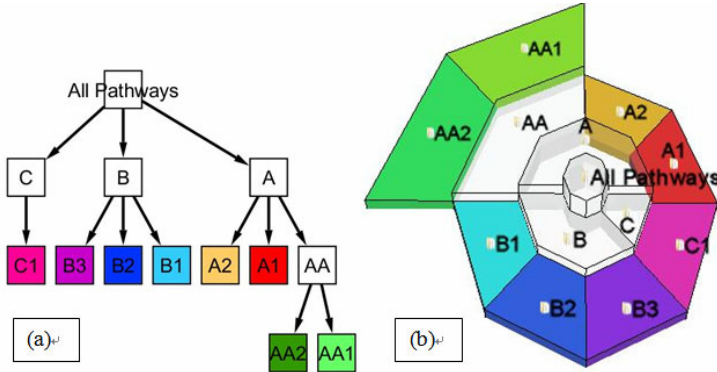 All Pathways
C
B
A
C1
B3
B2
B1
A2
A1
AA
AA2
AA1
(a)↵
AA1
A2
AA2
AA
A
A1
All Pathways
C
B
B1
C1
B2
B3
(b)↵